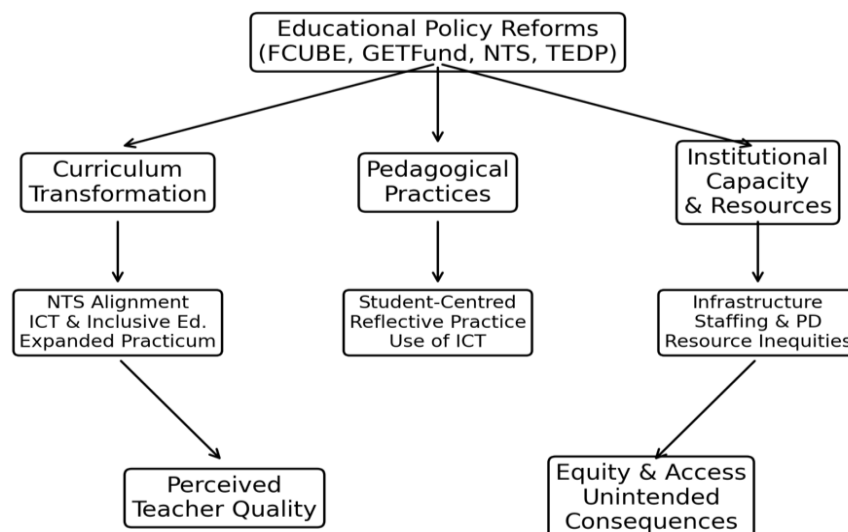 Educational Policy Reforms
(FCUBE, GETFund, NTS, TEDP)
Curriculum
Transformation
Pedagogical
Practices
Institutional
Capacity
& Resources
NTS Alignment
ICT & Inclusive Ed.
Expanded Practicum
Student-Centred
Reflective Practice
Use of ICT
Infrastructure
Staffing & PD
Resource Inequities
Perceived
Teacher Quality
Equity & Access
Unintended
Consequences